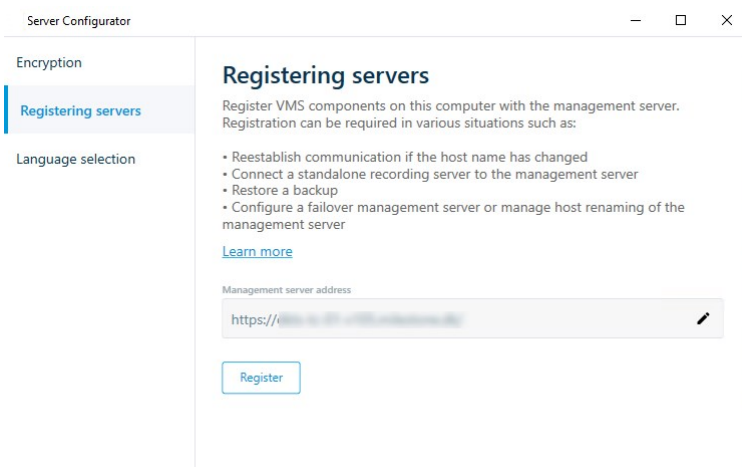 Server Configurator
Encryption
Registering servers
Language selection
Registering servers
Register VMS components on this computer with the management server.
Registration can be required in various situations such as:
• Reestablish communication if the host name has changed
• Connect a standalone recording server to the management server
• Restore a backup
• Configure a failover management server or manage host renaming of the
management server
Learn more
Management server address
https://
Register